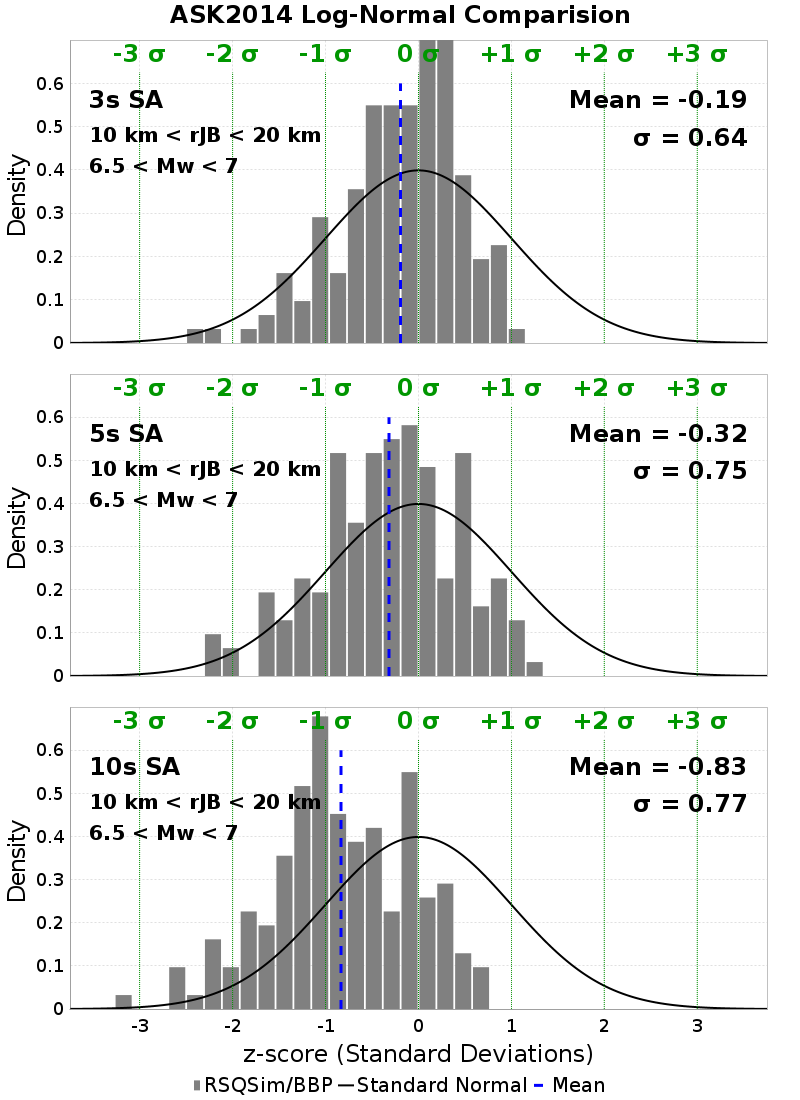 ASK2014 Log-Normal Comparision
-3 σ -2 σ -1 σ 0 σ +1 σ +2 σ +3 σ
3s SA
10 km < rJB < 20 km
6.5 < Mw < 7
Mean = -0.19
σ = 0.64
Density
0.6
0.5
0.4
0.3
0.2
0.1
0
-3 σ -2 σ -1 σ 0 σ +1 σ +2 σ +3 σ
5s SA
10 km < rJB < 20 km
6.5 < Mw < 7
Mean = -0.32
σ = 0.75
Density
0.6
0.5
0.4
0.3
0.2
0.1
0
-3 σ -2 σ -1 σ 0 σ +1 σ +2 σ +3 σ
10s SA
10 km < rJB < 20 km
6.5 < Mw < 7
Mean = -0.83
σ = 0.77
Density
0.6
0.5
0.4
0.3
0.2
0.1
0
-3 -2 -1 0 1 2 3
z-score (Standard Deviations)
RSQSim/BBP Standard Normal Mean